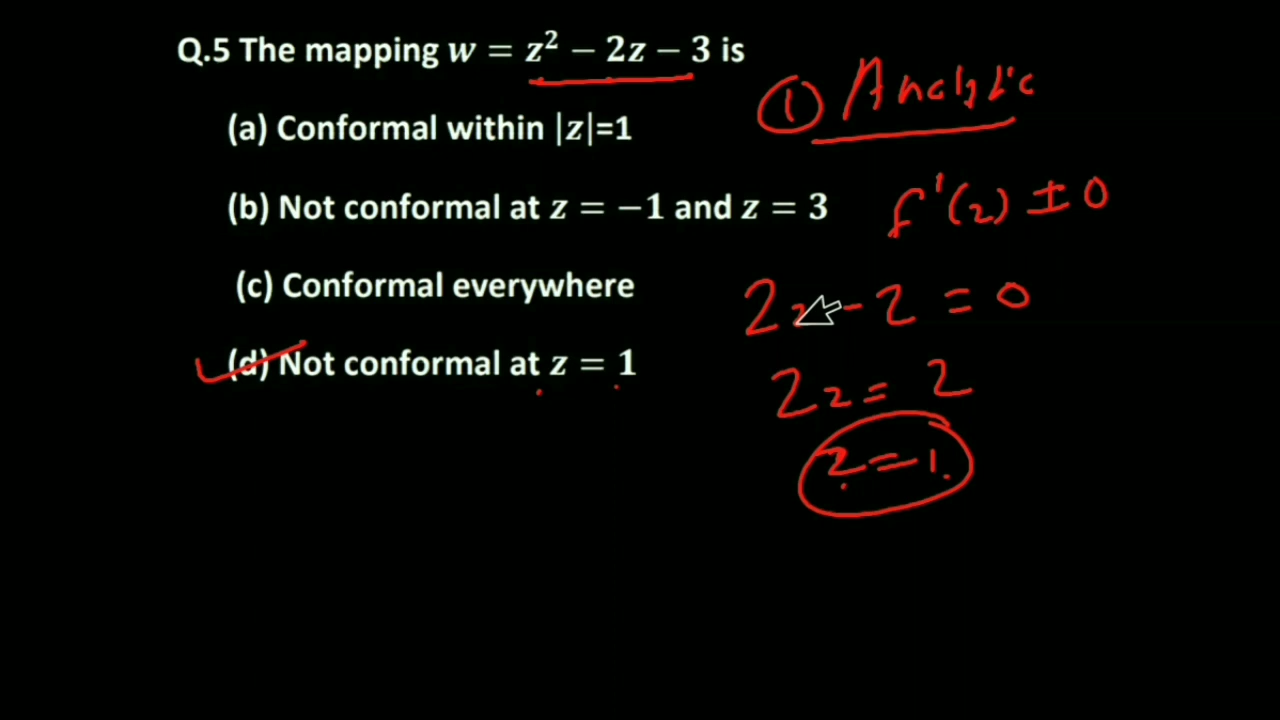 Q.5 The mapping w = z² − 2z − 3 is
(a) Conformal within |z|=1
(b) Not conformal at z = −1 and z = 3
(c) Conformal everywhere
(d) Not conformal at z = 1
① Analytic
f'(z) ± 0
2z - 2 = 0
2z = 2
z = 1